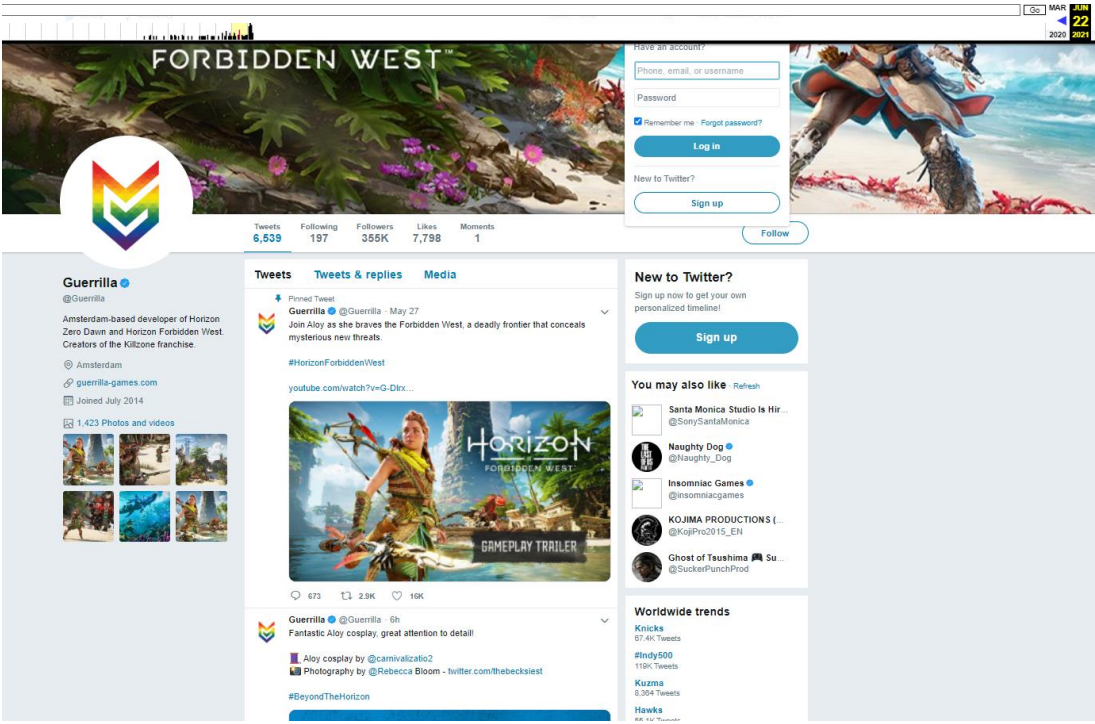 Go MAR JUN
22
2020 2021
FORBIDDEN WEST™
Have an account?
Phone, email, or username
Password
Remember me · Forgot password?
Log in
New to Twitter?
Sign up
Tweets Following Followers Likes Moments
6,539 197 355K 7,798 1
Follow
Guerrilla
@Guerrilla
Amsterdam-based developer of Horizon
Zero Dawn and Horizon Forbidden West.
Creators of the Killzone franchise.
Amsterdam
guerrilla-games.com
Joined July 2014
1,423 Photos and videos
Tweets Tweets & replies Media
Pinned Tweet
Guerrilla @Guerrilla · May 27
Join Aloy as she braves the Forbidden West, a deadly frontier that conceals
mysterious new threats.
#HorizonForbiddenWest
youtube.com/watch?v=G-DIrx...
HORIZON
FORBIDDEN WEST
GAMEPLAY TRAILER
673 2.9K 16K
Guerrilla @Guerrilla · 6h
Fantastic Aloy cosplay, great attention to detail!
Aloy cosplay by @carnivalizatio2
Photography by @Rebecca Bloom - twitter.com/thebecksiest
#BeyondTheHorizon
New to Twitter?
Sign up now to get your own
personalized timeline!
Sign up
You may also like · Refresh
Santa Monica Studio Is Hir...
@SonySantaMonica
Naughty Dog
@Naughty_Dog
Insomniac Games
@insomniacgames
KOJIMA PRODUCTIONS (...
@KojiPro2015_EN
Ghost of Tsushima Su...
@SuckerPunchProd
Worldwide trends
Knicks
67.4K Tweets
#Indy500
119K Tweets
Kuzma
8,364 Tweets
Hawks